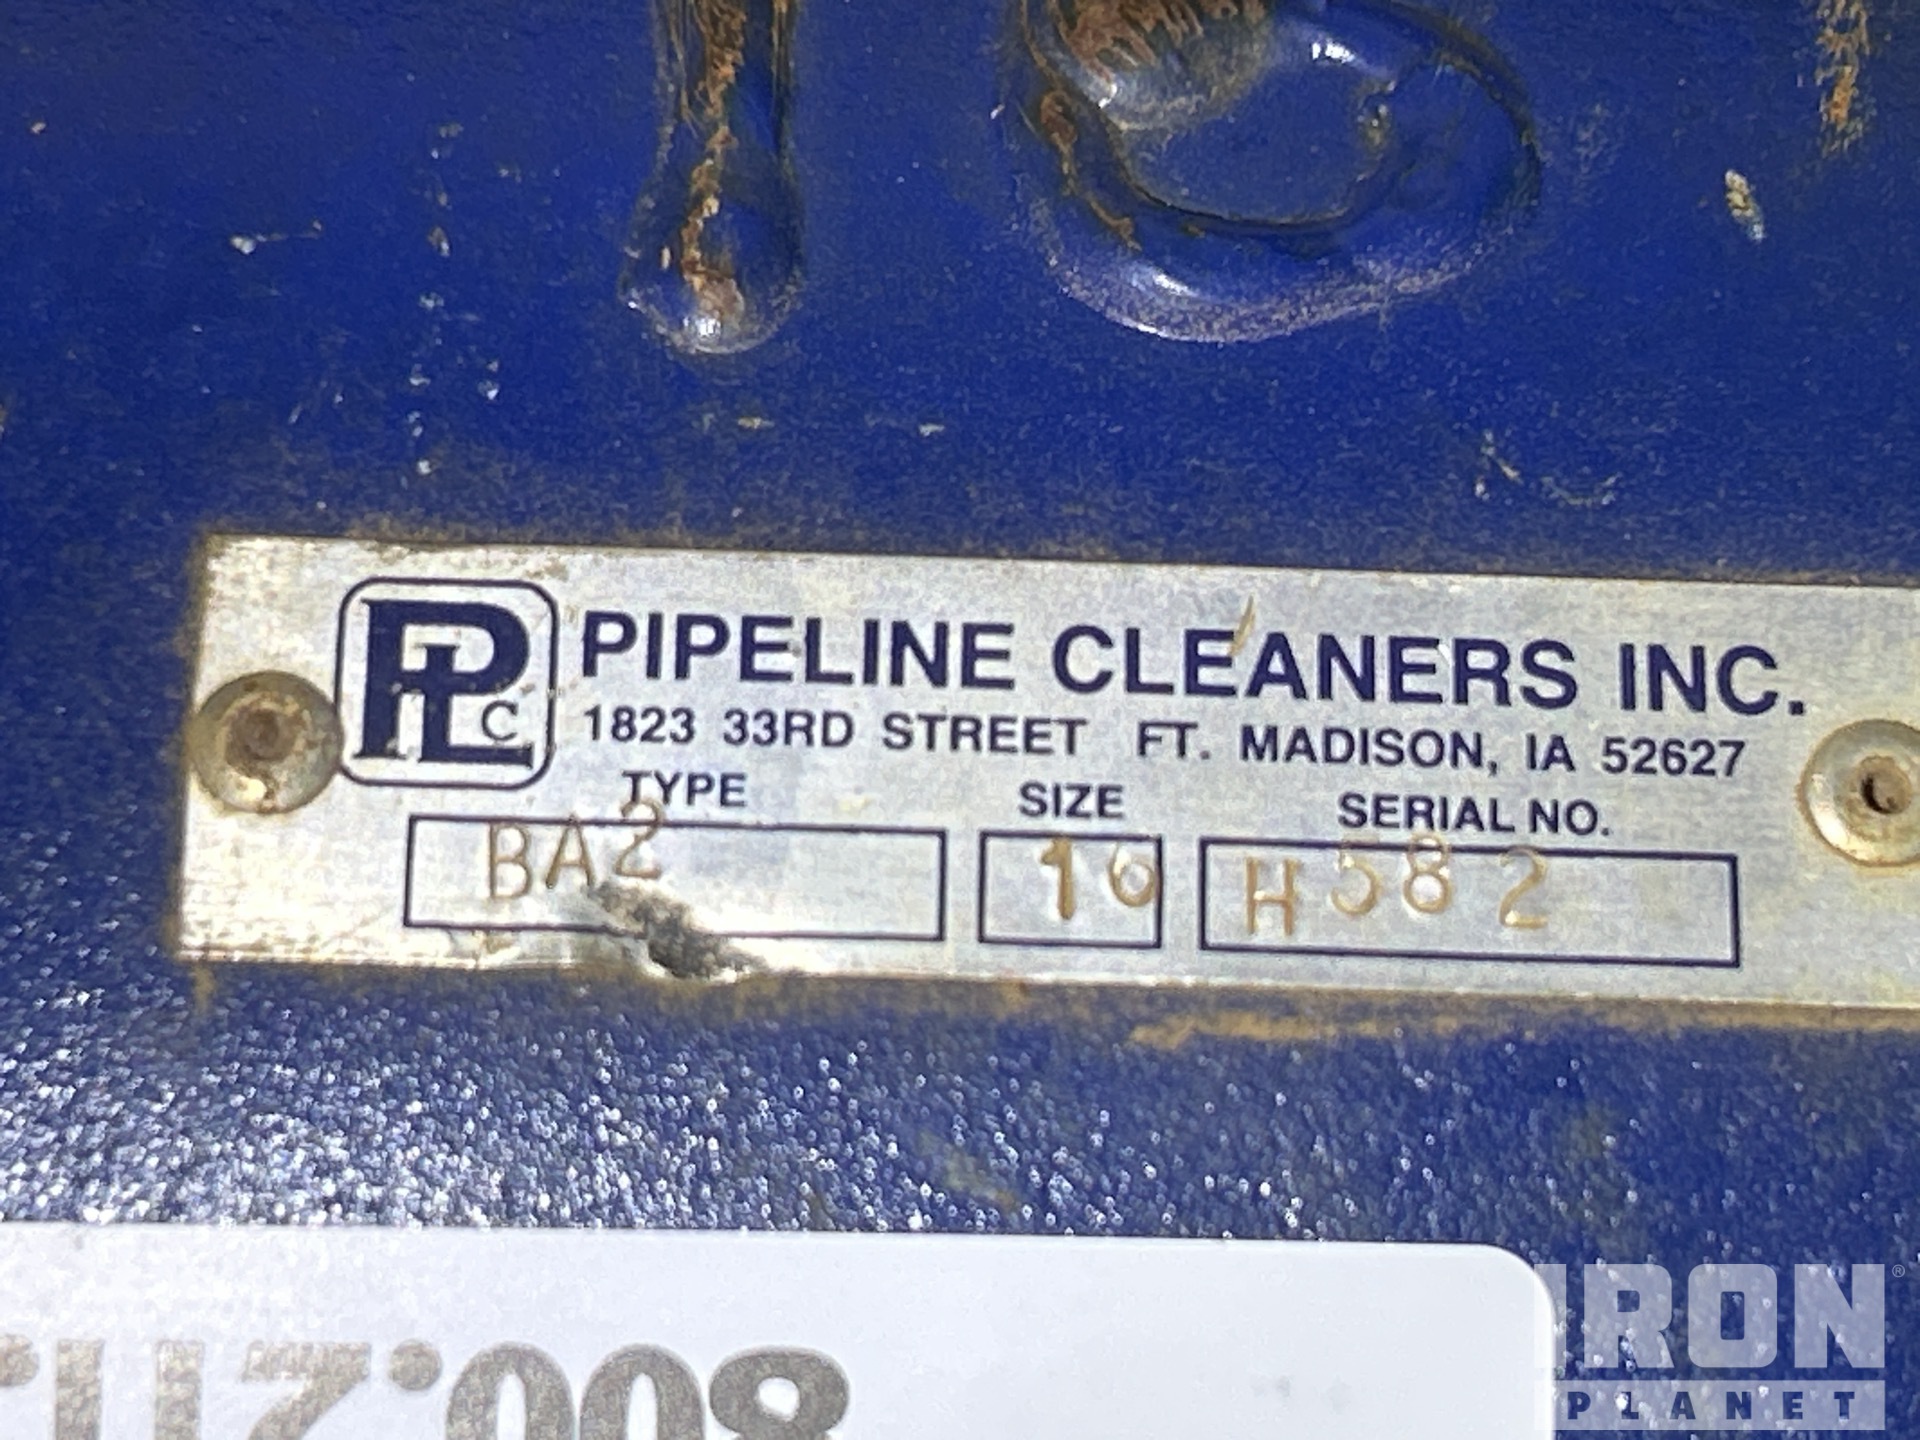 16
PLC PIPELINE CLEANERS INC.
1823 33RD STREET FT. MADISON, IA 52627
TYPE SIZE SERIAL NO.
BA2 16 H582
IRON®
PLANET